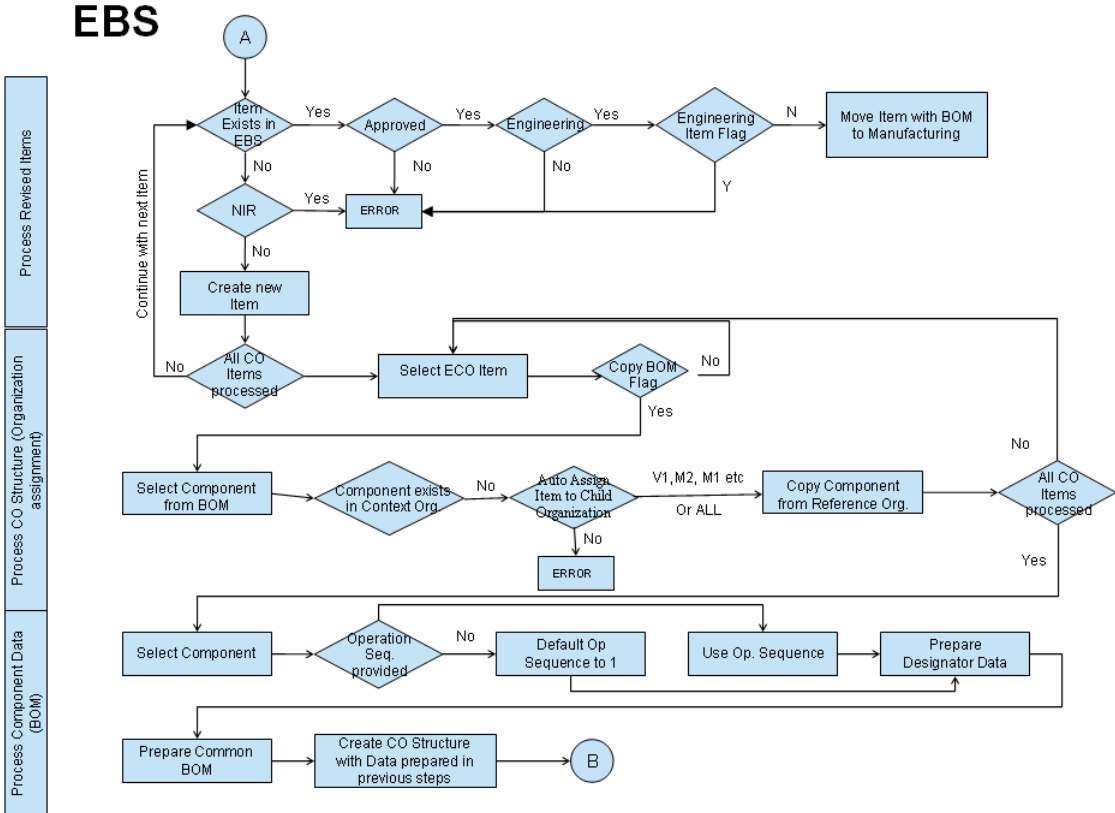 EBS
A
Process Revised Items
Item
Exists in
EBS
Yes
Approved
Yes
Engineering
Yes
Engineering
Item Flag
N
Move Item with BOM
to Manufacturing
No
No
No
Y
NIR
Yes
ERROR
Continue with next Item
No
Create new
Item
Process CO Structure (Organization
assignment)
No
All CO
Items
processed
Select ECO Item
Copy BOM
Flag
No
Yes
No
Select Component
from BOM
Component exists
in Context Org
No
Auto Assign
Item to Child
Organization
V1,M2, M1 etc
Or ALL
Copy Component
from Reference Org.
All CO
Items
processed
No
ERROR
Yes
Process Component Data
(BOM)
Select Component
Operation
Seq.
provided
No
Default Op
Sequence to 1
Use Op. Sequence
Prepare
Designator Data
Prepare Common
BOM
Create CO Structure
with Data prepared in
previous steps
B